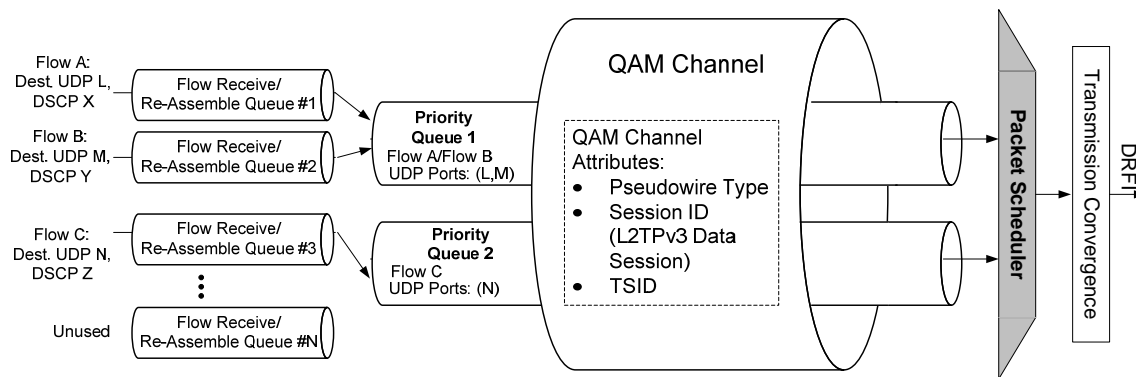 Flow A:
Dest. UDP L,
DSCP X
Flow Receive/
Re-Assemble Queue #1
Flow B:
Dest. UDP M,
DSCP Y
Flow Receive/
Re-Assemble Queue #2
Flow C:
Dest. UDP N,
DSCP Z
Flow Receive/
Re-Assemble Queue #3
Unused
Flow Receive/
Re-Assemble Queue #N
Priority
Queue 1
Flow A/Flow B
UDP Ports: (L,M)
Priority
Queue 2
Flow C
UDP Ports: (N)
QAM Channel
QAM Channel
Attributes:
● Pseudowire Type
● Session ID
(L2TPv3 Data
Session)
● TSID
Packet Scheduler
Transmission Convergence
DRFIT